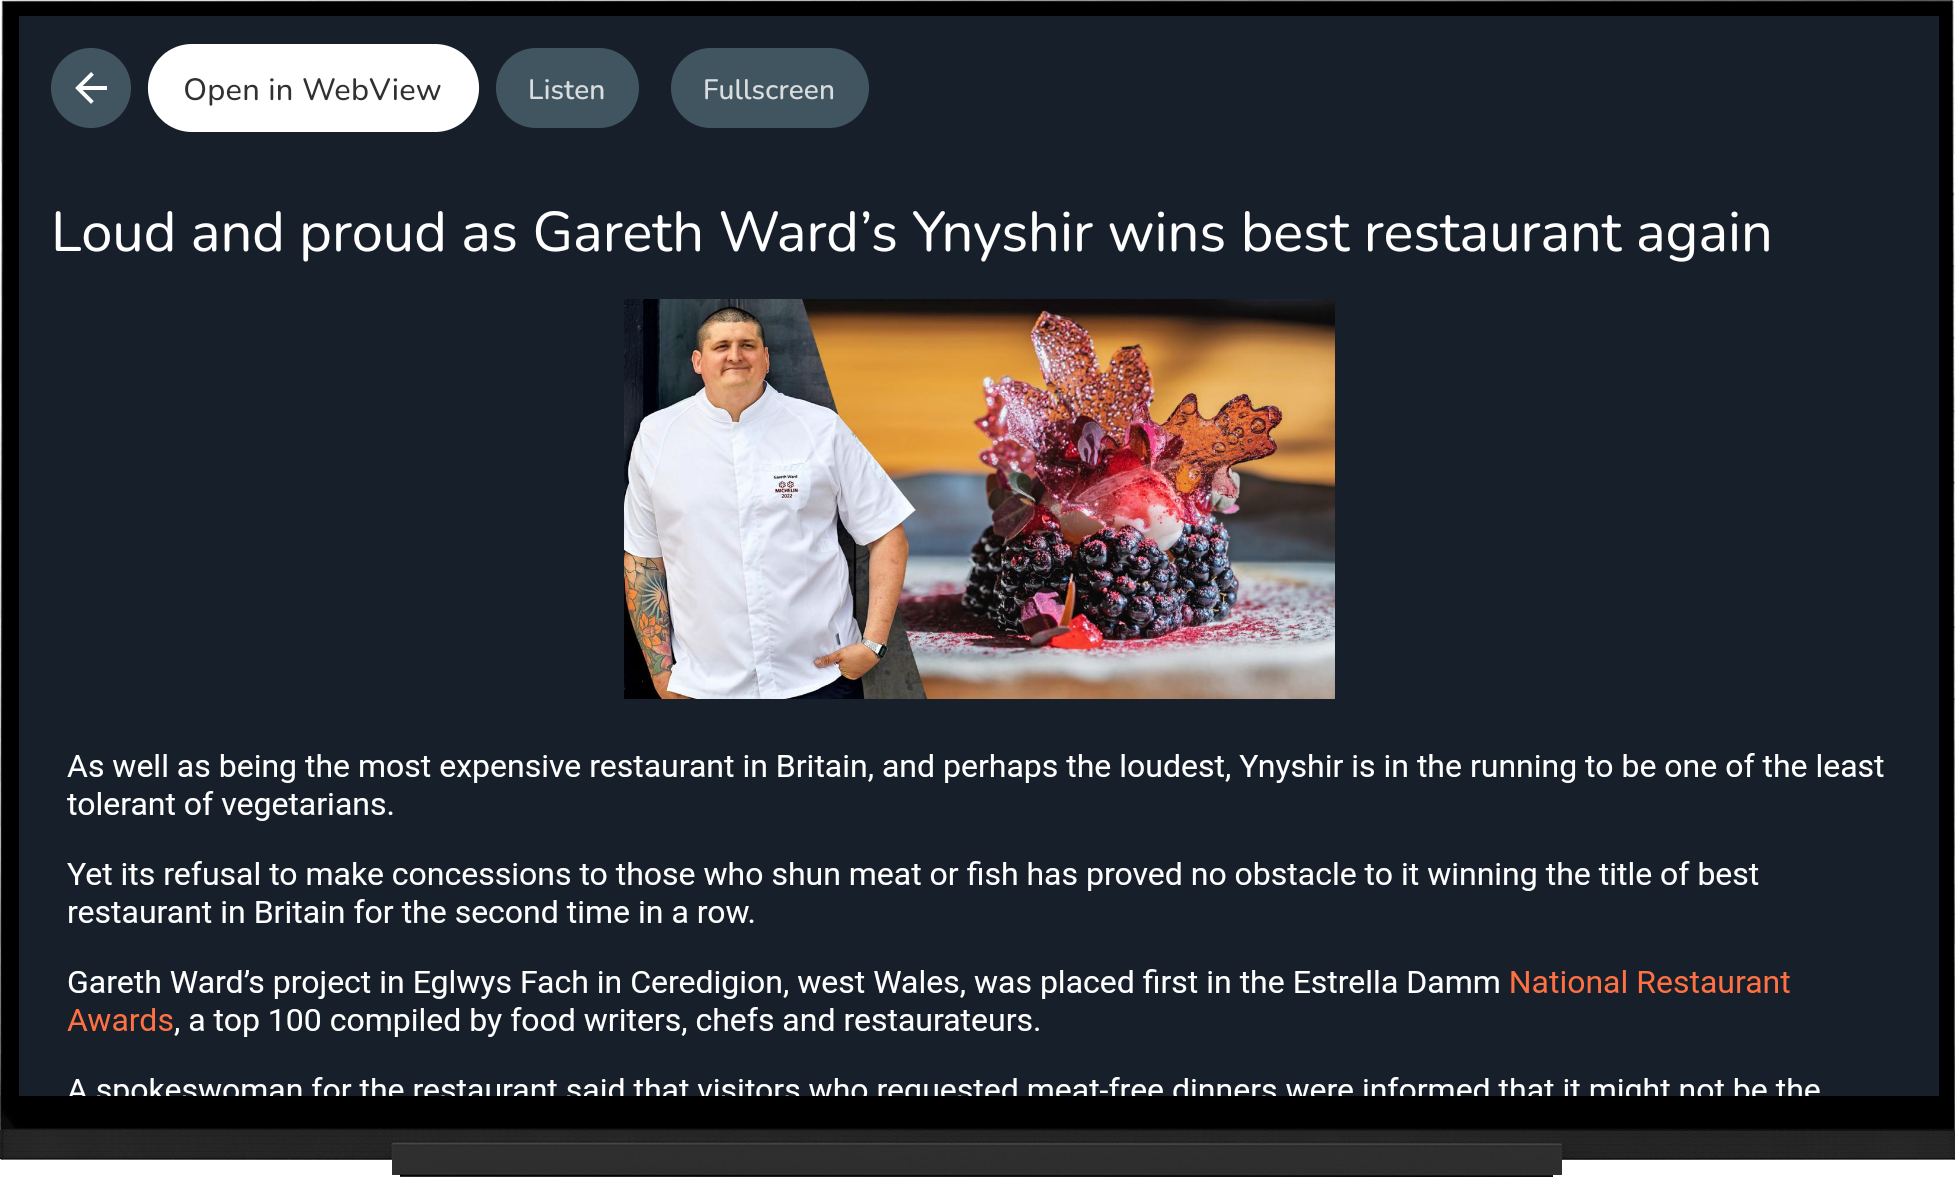 Open in WebView
Listen
Fullscreen
Loud and proud as Gareth Ward’s Ynyshir wins best restaurant again
Gareth Ward
MICHELIN
2022
As well as being the most expensive restaurant in Britain, and perhaps the loudest, Ynyshir is in the running to be one of the least
tolerant of vegetarians.
Yet its refusal to make concessions to those who shun meat or fish has proved no obstacle to it winning the title of best
restaurant in Britain for the second time in a row.
Gareth Ward’s project in Eglwys Fach in Ceredigion, west Wales, was placed first in the Estrella Damm National Restaurant
Awards, a top 100 compiled by food writers, chefs and restaurateurs.
A spokeswoman for the restaurant said that visitors who requested meat-free dinners were informed that it might not be the